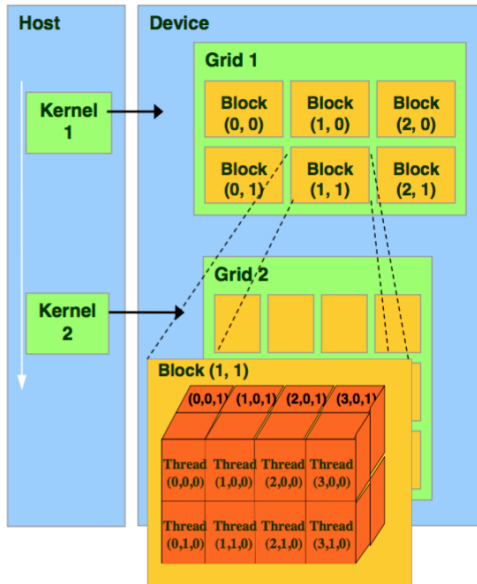 Host
Device
Grid 1
Kernel
1
Block
(0, 0)
Block
(1, 0)
Block
(2, 0)
Block
(0, 1)
Block
(1, 1)
Block
(2, 1)
Grid 2
Kernel
2
Block (1, 1)
(0,0,1) (1,0,1) (2,0,1) (3,0,1)
Thread
(0,0,0)
Thread
(1,0,0)
Thread
(2,0,0)
Thread
(3,0,0)
Thread
(0,1,0)
Thread
(1,1,0)
Thread
(2,1,0)
Thread
(3,1,0)